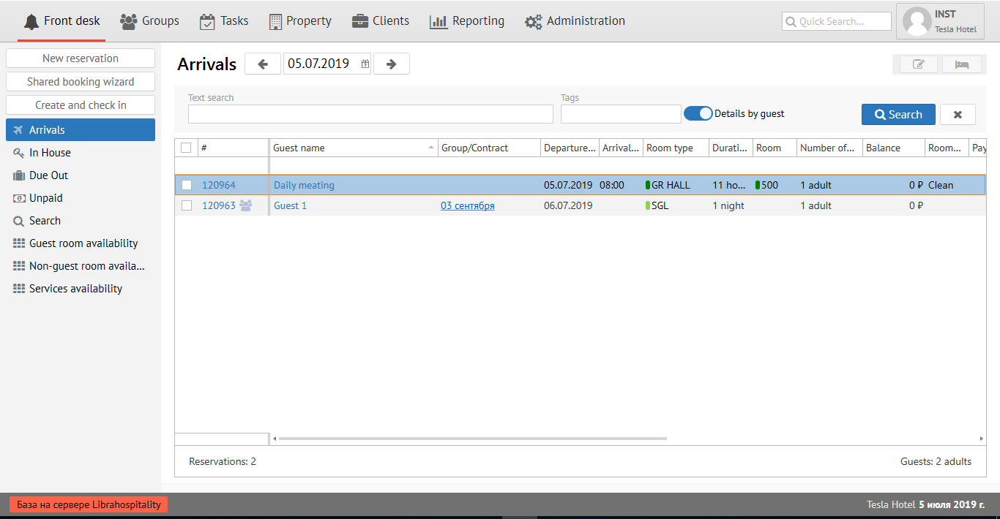 Front desk Groups Tasks Property Clients Reporting Administration Quick Search... INST
Tesla Hotel
New reservation
Shared booking wizard
Create and check in
Arrivals
In House
Due Out
Unpaid
Search
Guest room availability
Non-guest room availa...
Services availability
Arrivals 05.07.2019
Text search Tags
Details by guest Search
# Guest name Group/Contract Departure... Arrival... Room type Durati... Room Number of... Balance Room... Pay
120964 Daily meating 05.07.2019 08:00 GR HALL 11 ho... 500 1 adult 0 ₽ Clean
120963 Guest 1 03 сентября 06.07.2019 SGL 1 night 1 adult 0 ₽
Reservations: 2 Guests: 2 adults
База на сервере Librahospitality Tesla Hotel 5 июля 2019 г.